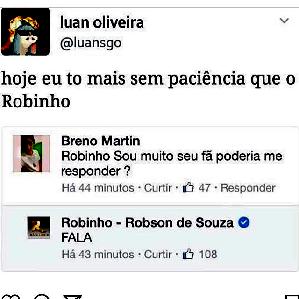 luan oliveira
@luansgo
hoje eu to mais sem paciência que o
Robinho
Breno Martin
Robinho Sou muito seu fã poderia me
responder ?
Há 44 minutos · Curtir · 47 · Responder
Robinho - Robson de Souza
FALA
Há 43 minutos · Curtir · 108